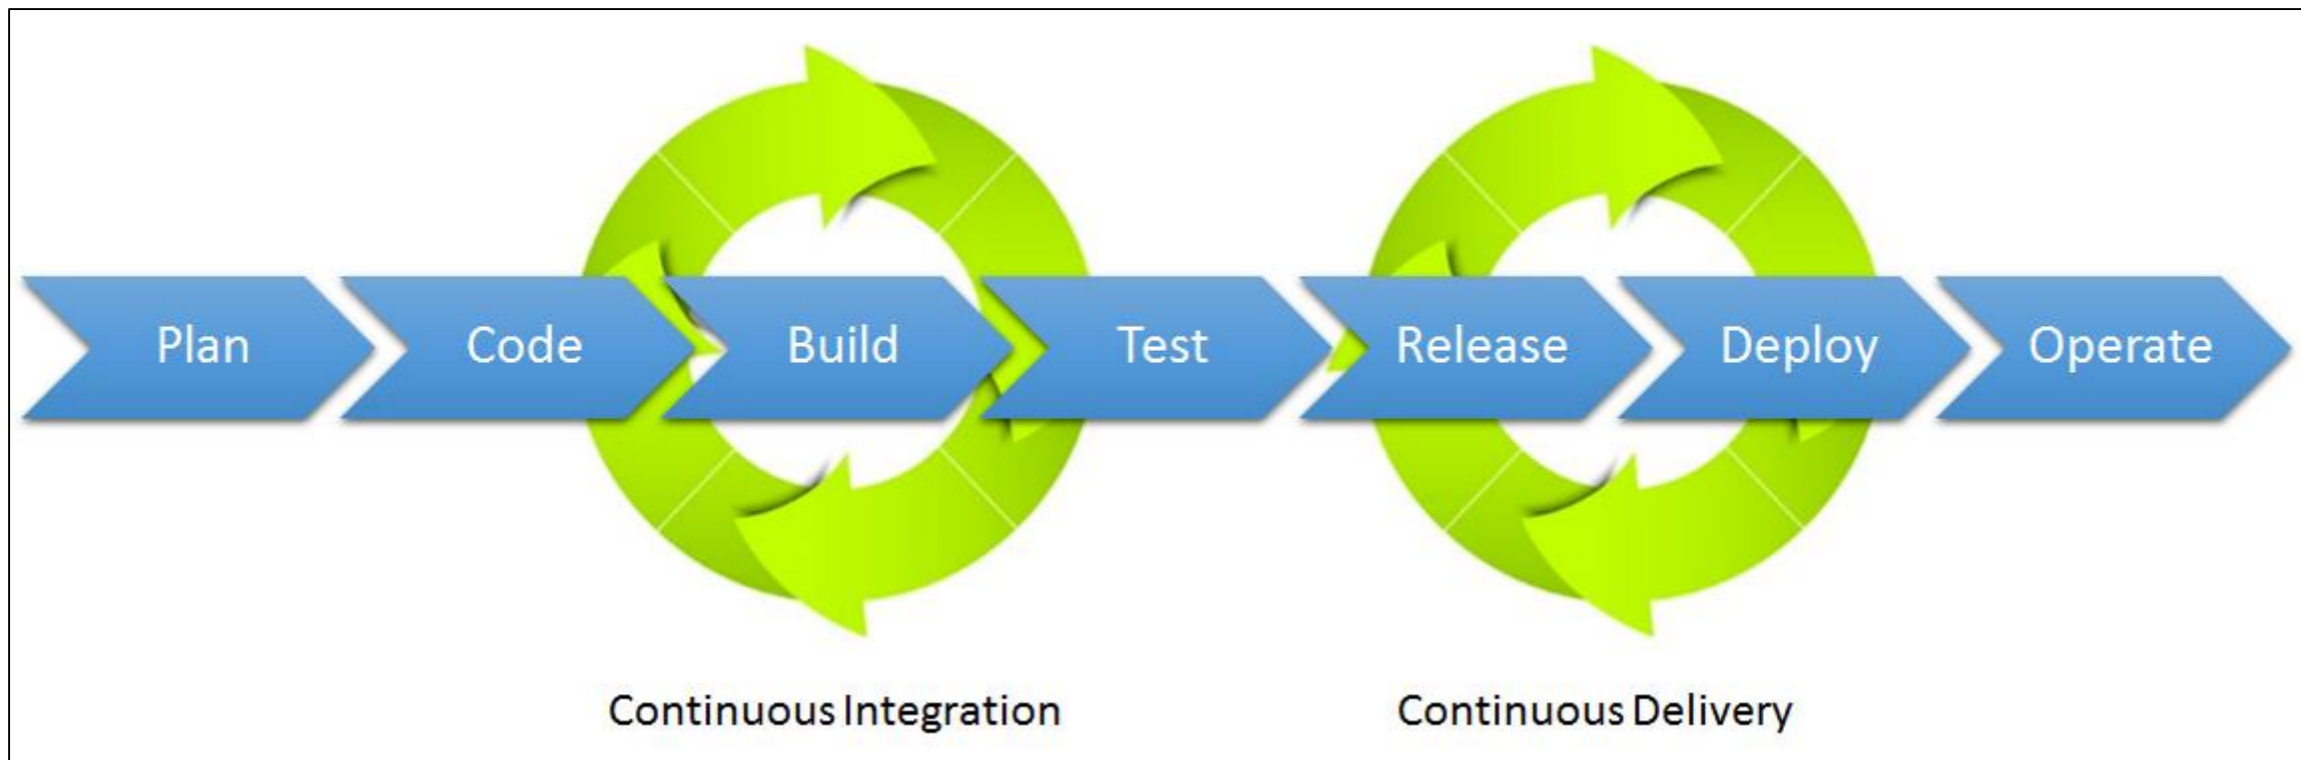 Plan Code Build Test Release Deploy Operate
Continuous Integration Continuous Delivery